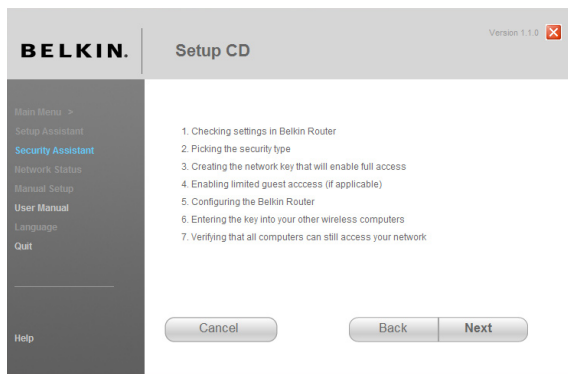 BELKIN.
Setup CD
Version 1.1.0
Main Menu >
Setup Assistant
Security Assistant
Network Status
Manual Setup
User Manual
Language
Quit
Help
1. Checking settings in Belkin Router
2. Picking the security type
3. Creating the network key that will enable full access
4. Enabling limited guest acccess (if applicable)
5. Configuring the Belkin Router
6. Entering the key into your other wireless computers
7. Verifying that all computers can still access your network
Cancel
Back
Next